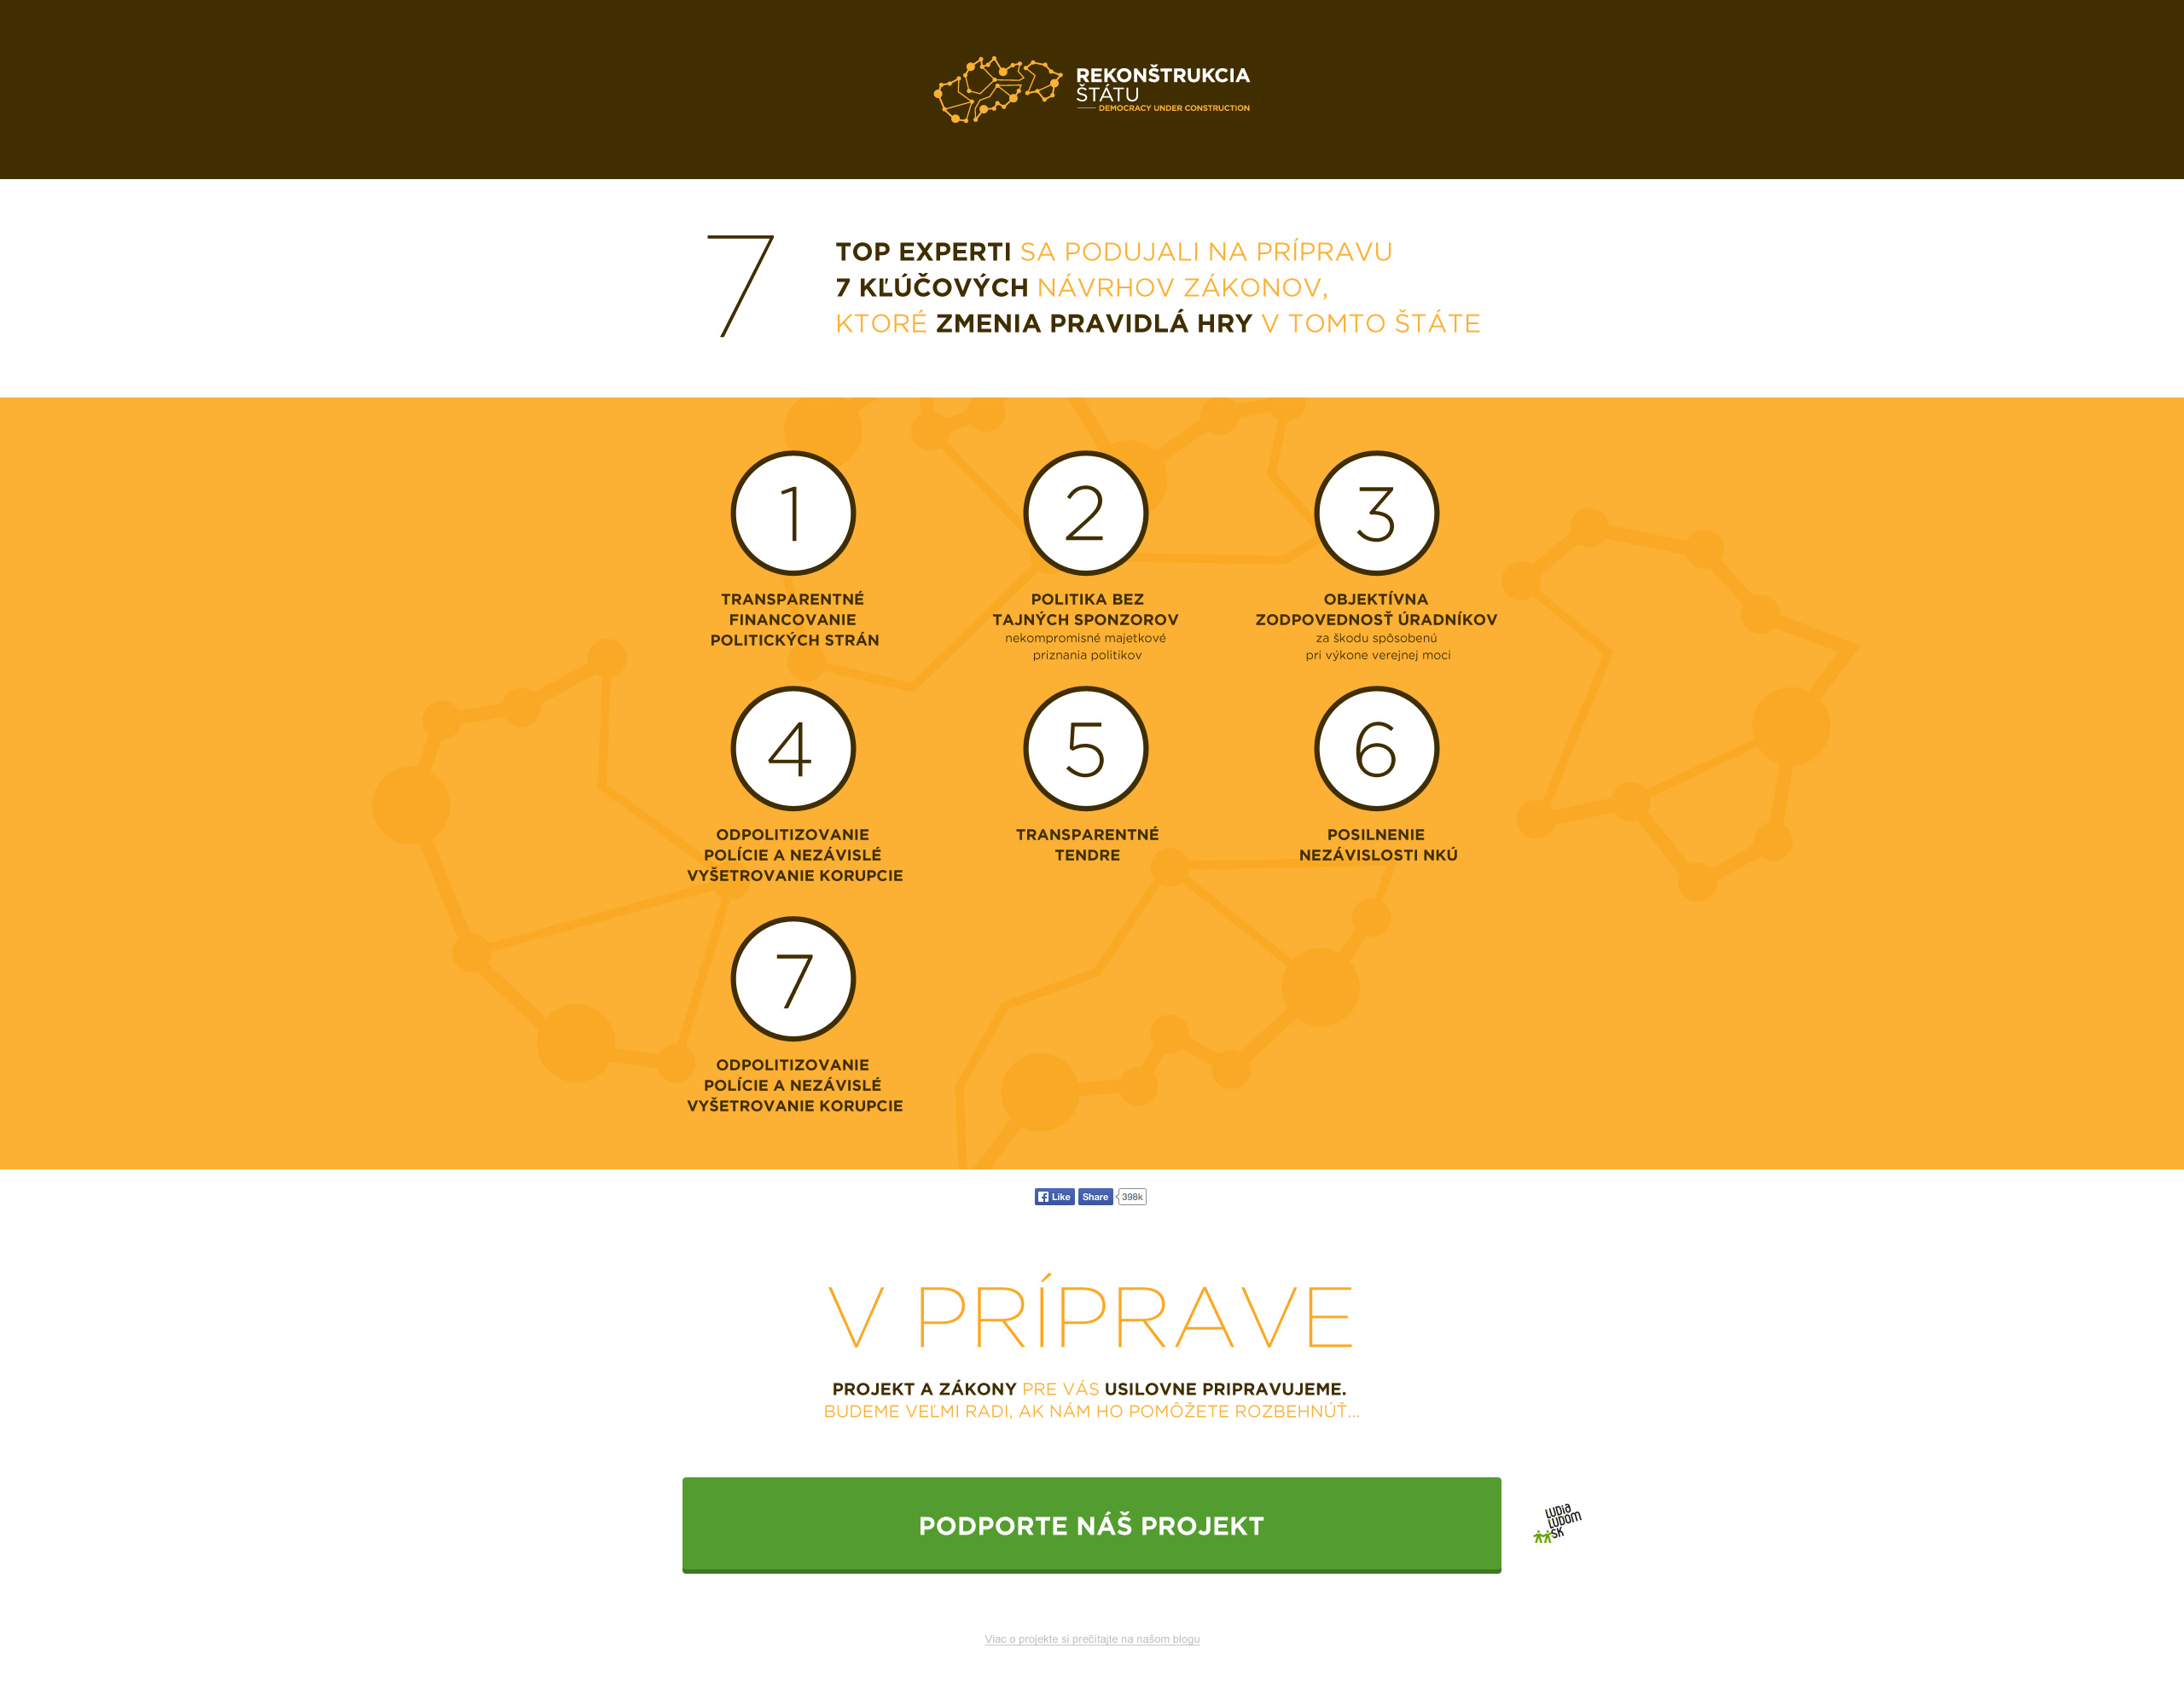 REKONŠTRUKCIA
ŠTÁTU
DEMOCRACY UNDER CONSTRUCTION
7
TOP EXPERTI SA PODUJALI NA PRÍPRAVU
7 KĽÚČOVÝCH NÁVRHOV ZÁKONOV,
KTORÉ ZMENIA PRAVIDLÁ HRY V TOMTO ŠTÁTE
1
TRANSPARENTNÉ
FINANCOVANIE
POLITICKÝCH STRÁN
2
POLITIKA BEZ
TAJNÝCH SPONZOROV
nekompromisné majetkové
priznania politikov
3
OBJEKTÍVNA
ZODPOVEDNOSŤ ÚRADNÍKOV
za škodu spôsobenú
pri výkone verejnej moci
4
ODPOLITIZOVANIE
POLÍCIE A NEZÁVISLÉ
VYŠETROVANIE KORUPCIE
5
TRANSPARENTNÉ
TENDRE
6
POSILNENIE
NEZÁVISLOSTI NKÚ
7
ODPOLITIZOVANIE
POLÍCIE A NEZÁVISLÉ
VYŠETROVANIE KORUPCIE
Like Share 398k
V PRÍPRAVE
PROJEKT A ZÁKONY PRE VÁS USILOVNE PRIPRAVUJEME.
BUDEME VEĽMI RADI, AK NÁM HO POMÔŽETE ROZBEHNÚŤ...
PODPORTE NÁŠ PROJEKT
LUDia
LUDOM
SK
Viac o projekte si prečítajte na našom blogu